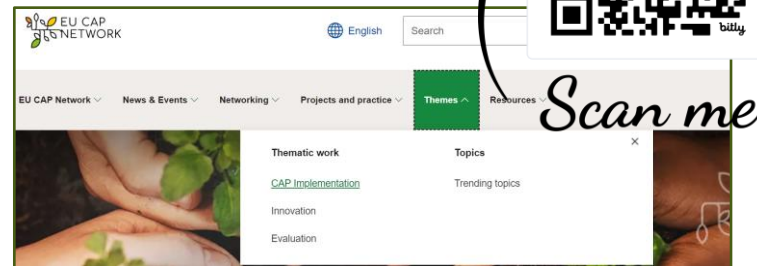 EU CAP
NETWORK
English
Search
bitly
EU CAP Network
News & Events
Networking
Projects and practice
Themes
Resources
Scan me
Thematic work
Topics
CAP Implementation
Trending topics
Innovation
Evaluation